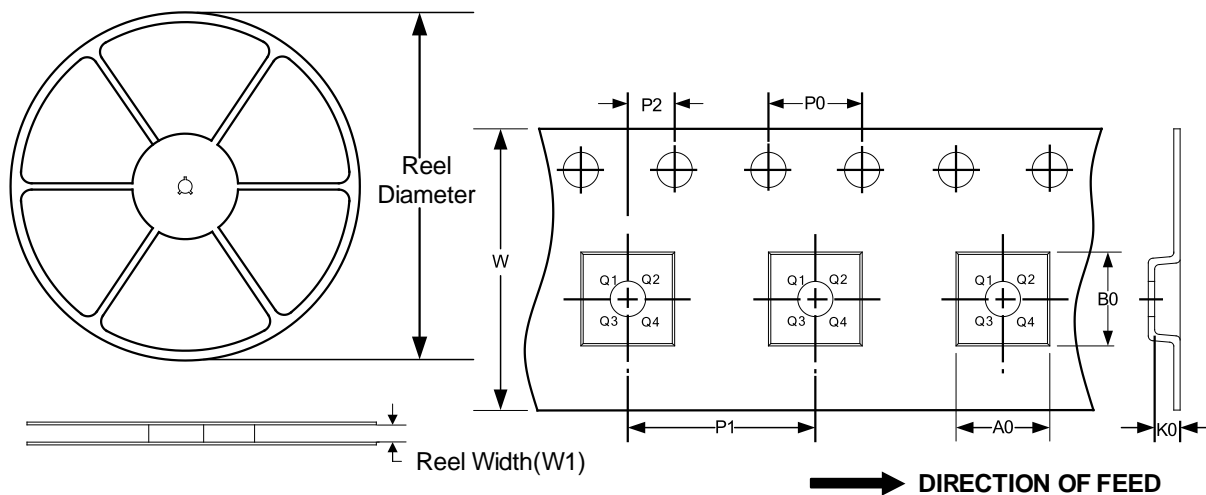 P2
P0
Reel
Diameter
W
Q1 Q2
Q3 Q4
Q1 Q2
Q3 Q4
Q1 Q2
Q3 Q4
B0
P1
A0
K0
Reel Width(W1)
DIRECTION OF FEED